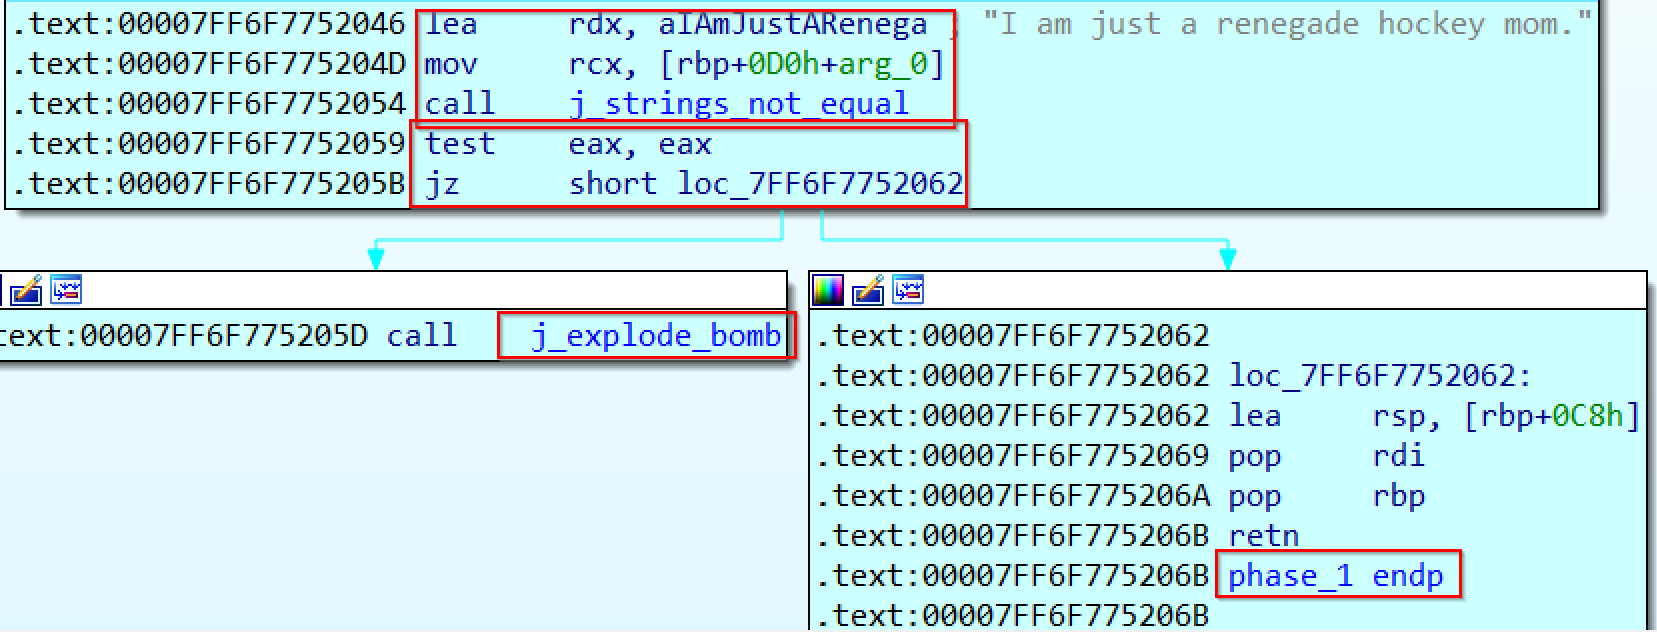 .text:00007FF6F7752046 lea rdx, aIAmJustARenega ; "I am just a renegade hockey mom."
.text:00007FF6F775204D mov rcx, [rbp+0D0h+arg_0]
.text:00007FF6F7752054 call j_strings_not_equal
.text:00007FF6F7752059 test eax, eax
.text:00007FF6F775205B jz short loc_7FF6F7752062
text:00007FF6F775205D call j_explode_bomb
.text:00007FF6F7752062
.text:00007FF6F7752062 loc_7FF6F7752062:
.text:00007FF6F7752062 lea rsp, [rbp+0C8h]
.text:00007FF6F7752069 pop rdi
.text:00007FF6F775206A pop rbp
.text:00007FF6F775206B retn
.text:00007FF6F775206B phase_1 endp
.text:00007FF6F775206B